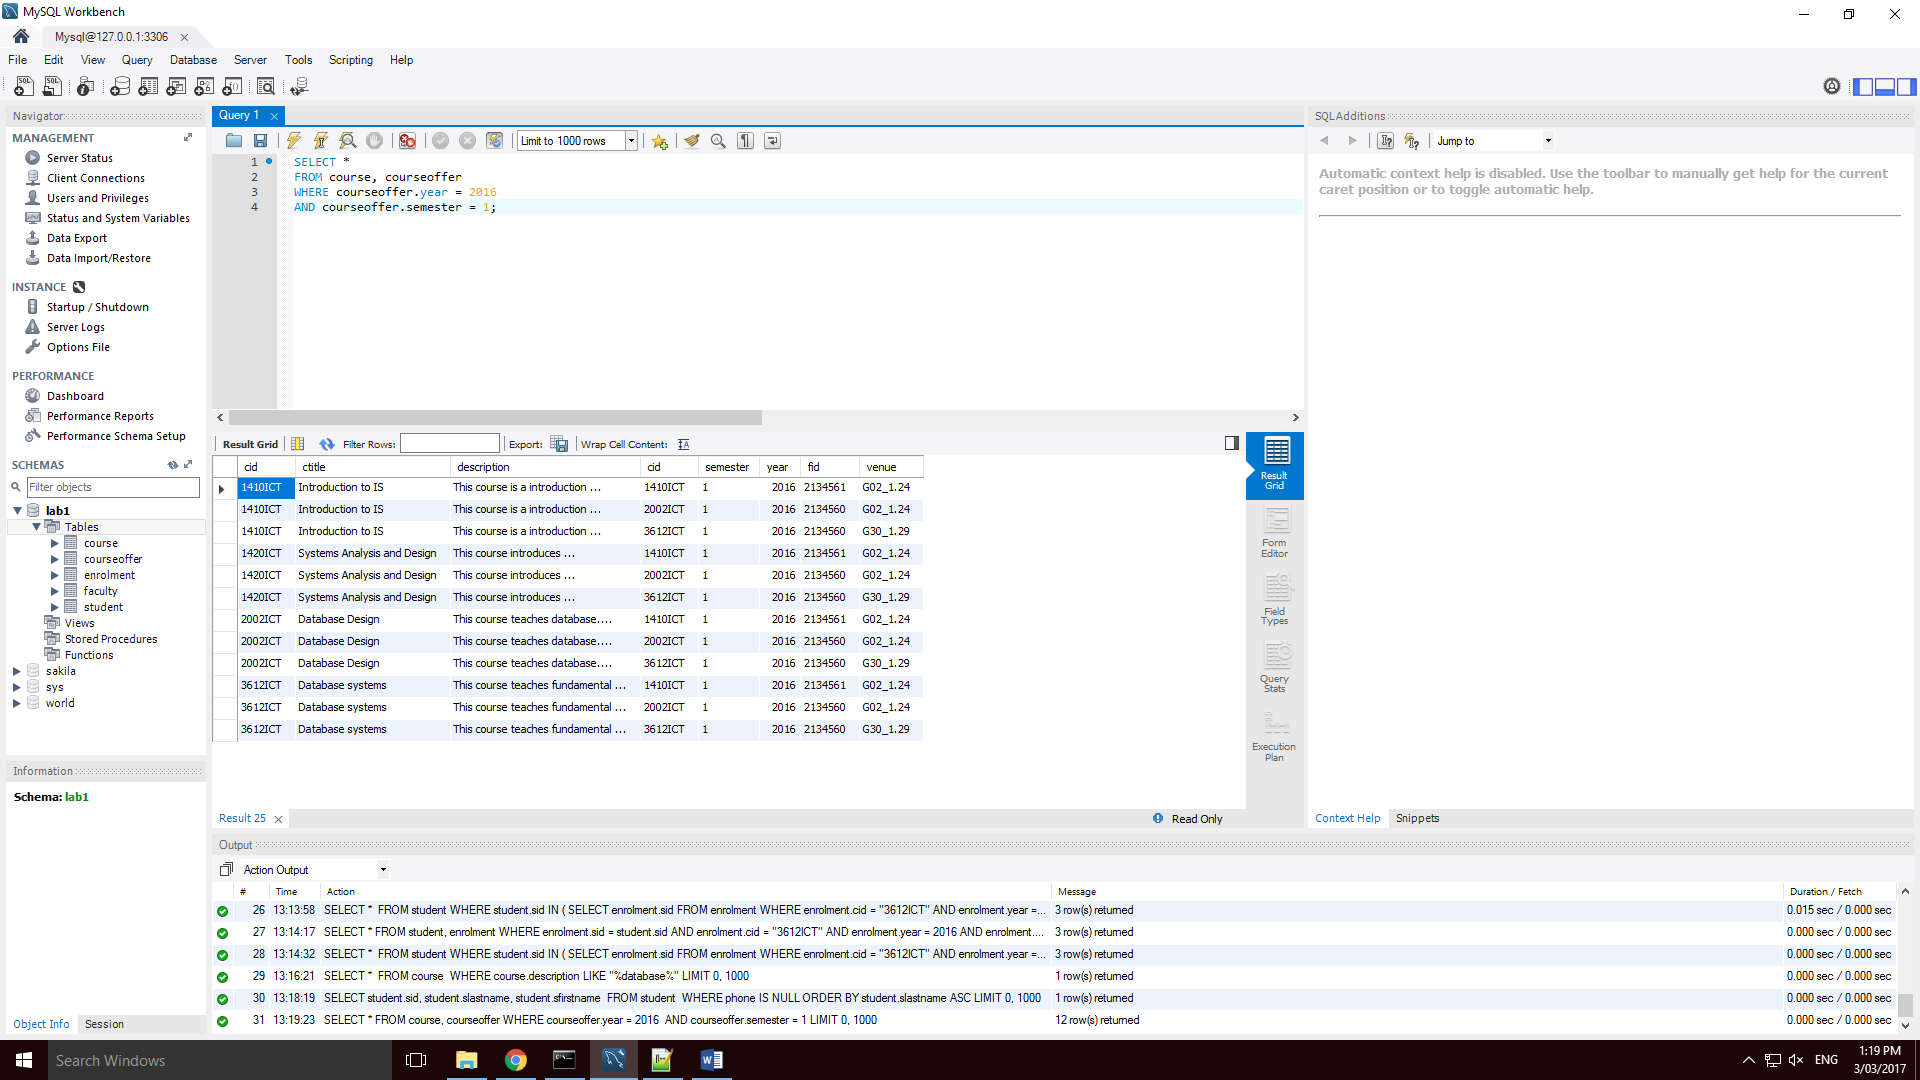 MySQL Workbench
Mysql@127.0.0.1:3306
File Edit View Query Database Server Tools Scripting Help
Navigator
MANAGEMENT
Server Status
Client Connections
Users and Privileges
Status and System Variables
Data Export
Data Import/Restore
INSTANCE
Startup / Shutdown
Server Logs
Options File
PERFORMANCE
Dashboard
Performance Reports
Performance Schema Setup
SCHEMAS
Filter objects
lab1
Tables
course
courseoffer
enrolment
faculty
student
Views
Stored Procedures
Functions
sakila
sys
world
Information
Schema: lab1
Object Info Session
Query 1
Limit to 1000 rows
1 SELECT *
2 FROM course, courseoffer
3 WHERE courseoffer.year = 2016
4 AND courseoffer.semester = 1;
Result Grid Filter Rows: Export: Wrap Cell Content:
cid ctitle description cid semester year fid venue
1410ICT Introduction to IS This course is a introduction ... 1410ICT 1 2016 2134561 G02_1.24
1410ICT Introduction to IS This course is a introduction ... 2002ICT 1 2016 2134560 G02_1.24
1410ICT Introduction to IS This course is a introduction ... 3612ICT 1 2016 2134560 G30_1.29
1420ICT Systems Analysis and Design This course introduces ... 1410ICT 1 2016 2134561 G02_1.24
1420ICT Systems Analysis and Design This course introduces ... 2002ICT 1 2016 2134560 G02_1.24
1420ICT Systems Analysis and Design This course introduces ... 3612ICT 1 2016 2134560 G30_1.29
2002ICT Database Design This course teaches database.... 1410ICT 1 2016 2134561 G02_1.24
2002ICT Database Design This course teaches database.... 2002ICT 1 2016 2134560 G02_1.24
2002ICT Database Design This course teaches database.... 3612ICT 1 2016 2134560 G30_1.29
3612ICT Database systems This course teaches fundamental ... 1410ICT 1 2016 2134561 G02_1.24
3612ICT Database systems This course teaches fundamental ... 2002ICT 1 2016 2134560 G02_1.24
3612ICT Database systems This course teaches fundamental ... 3612ICT 1 2016 2134560 G30_1.29
Result
Grid
Form
Editor
Field
Types
Query
Stats
Execution
Plan
Result 25
Read Only
SQLAdditions
Jump to
Automatic context help is disabled. Use the toolbar to manually get help for the current
caret position or to toggle automatic help.
Context Help Snippets
Output
Action Output
# Time Action Message Duration / Fetch
26 13:13:58 SELECT * FROM student WHERE student.sid IN ( SELECT enrolment.sid FROM enrolment WHERE enrolment.cid = "3612ICT" AND enrolment.year =... 3 row(s) returned 0.015 sec / 0.000 sec
27 13:14:17 SELECT * FROM student, enrolment WHERE enrolment.sid = student.sid AND enrolment.cid = "3612ICT" AND enrolment.year = 2016 AND enrolment.... 3 row(s) returned 0.000 sec / 0.000 sec
28 13:14:32 SELECT * FROM student WHERE student.sid IN ( SELECT enrolment.sid FROM enrolment WHERE enrolment.cid = "3612ICT" AND enrolment.year =... 3 row(s) returned 0.000 sec / 0.000 sec
29 13:16:21 SELECT * FROM course WHERE course.description LIKE "%database%" LIMIT 0, 1000 1 row(s) returned 0.000 sec / 0.000 sec
30 13:18:19 SELECT student.sid, student.slastname, student.sfirstname FROM student WHERE phone IS NULL ORDER BY student.slastname ASC LIMIT 0, 1000 1 row(s) returned 0.000 sec / 0.000 sec
31 13:19:23 SELECT * FROM course, courseoffer WHERE courseoffer.year = 2016 AND courseoffer.semester = 1 LIMIT 0, 1000 12 row(s) returned 0.000 sec / 0.000 sec
Search Windows
ENG
1:19 PM
3/03/2017